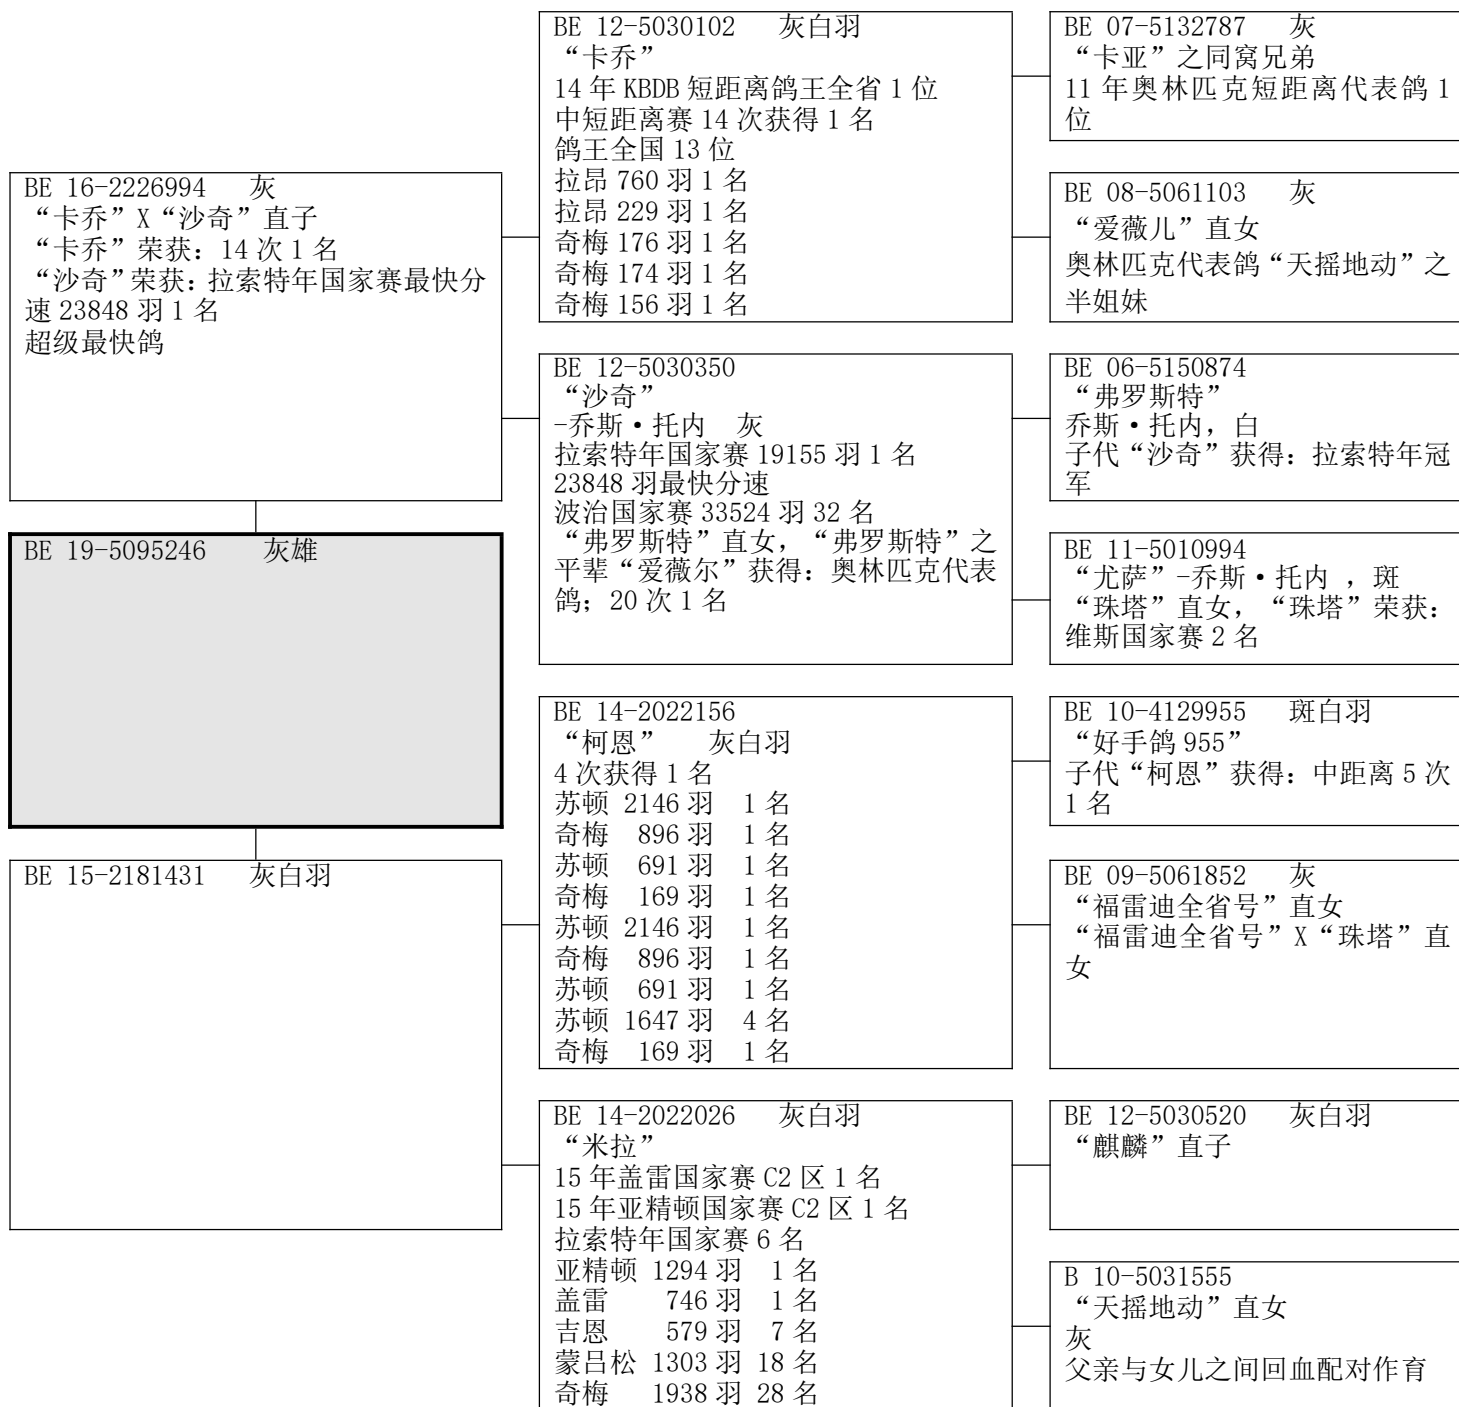 BE 16-2226994 灰
“卡乔”X“沙奇”直子
“卡乔”荣获：14 次 1 名
“沙奇”荣获：拉索特年国家赛最快分
速 23848 羽 1 名
超级最快鸽
BE 19-5095246 灰雄
BE 15-2181431 灰白羽
BE 12-5030102 灰白羽
“卡乔”
14 年 KBDB 短距离鸽王全省 1 位
中短距离赛 14 次获得 1 名
鸽王全国 13 位
拉昂 760 羽 1 名
拉昂 229 羽 1 名
奇梅 176 羽 1 名
奇梅 174 羽 1 名
奇梅 156 羽 1 名
BE 12-5030350
“沙奇”
-乔斯·托内 灰
拉索特年国家赛 19155 羽 1 名
23848 羽最快分速
波治国家赛 33524 羽 32 名
“弗罗斯特”直女，“弗罗斯特”之
平辈“爱薇尔”获得：奥林匹克代表
鸽；20 次 1 名
BE 14-2022156
“柯恩” 灰白羽
4 次获得 1 名
苏顿 2146 羽 1 名
奇梅 896 羽 1 名
苏顿 691 羽 1 名
奇梅 169 羽 1 名
苏顿 2146 羽 1 名
奇梅 896 羽 1 名
苏顿 691 羽 1 名
苏顿 1647 羽 4 名
奇梅 169 羽 1 名
BE 14-2022026 灰白羽
“米拉”
15 年盖雷国家赛 C2 区 1 名
15 年亚精顿国家赛 C2 区 1 名
拉索特年国家赛 6 名
亚精顿 1294 羽 1 名
盖雷 746 羽 1 名
吉恩 579 羽 7 名
蒙吕松 1303 羽 18 名
奇梅 1938 羽 28 名
BE 07-5132787 灰
“卡亚”之同窝兄弟
11 年奥林匹克短距离代表鸽 1
位
BE 08-5061103 灰
“爱薇儿”直女
奥林匹克代表鸽“天摇地动”之
半姐妹
BE 06-5150874
“弗罗斯特”
乔斯·托内，白
子代“沙奇”获得：拉索特年冠
军
BE 11-5010994
“尤萨”-乔斯·托内 ，斑
“珠塔”直女，“珠塔”荣获：
维斯国家赛 2 名
BE 10-4129955 斑白羽
“好手鸽 955”
子代“柯恩”获得：中距离 5 次
1 名
BE 09-5061852 灰
“福雷迪全省号”直女
“福雷迪全省号”X“珠塔”直
女
BE 12-5030520 灰白羽
“麒麟”直子
B 10-5031555
“天摇地动”直女
灰
父亲与女儿之间回血配对作育